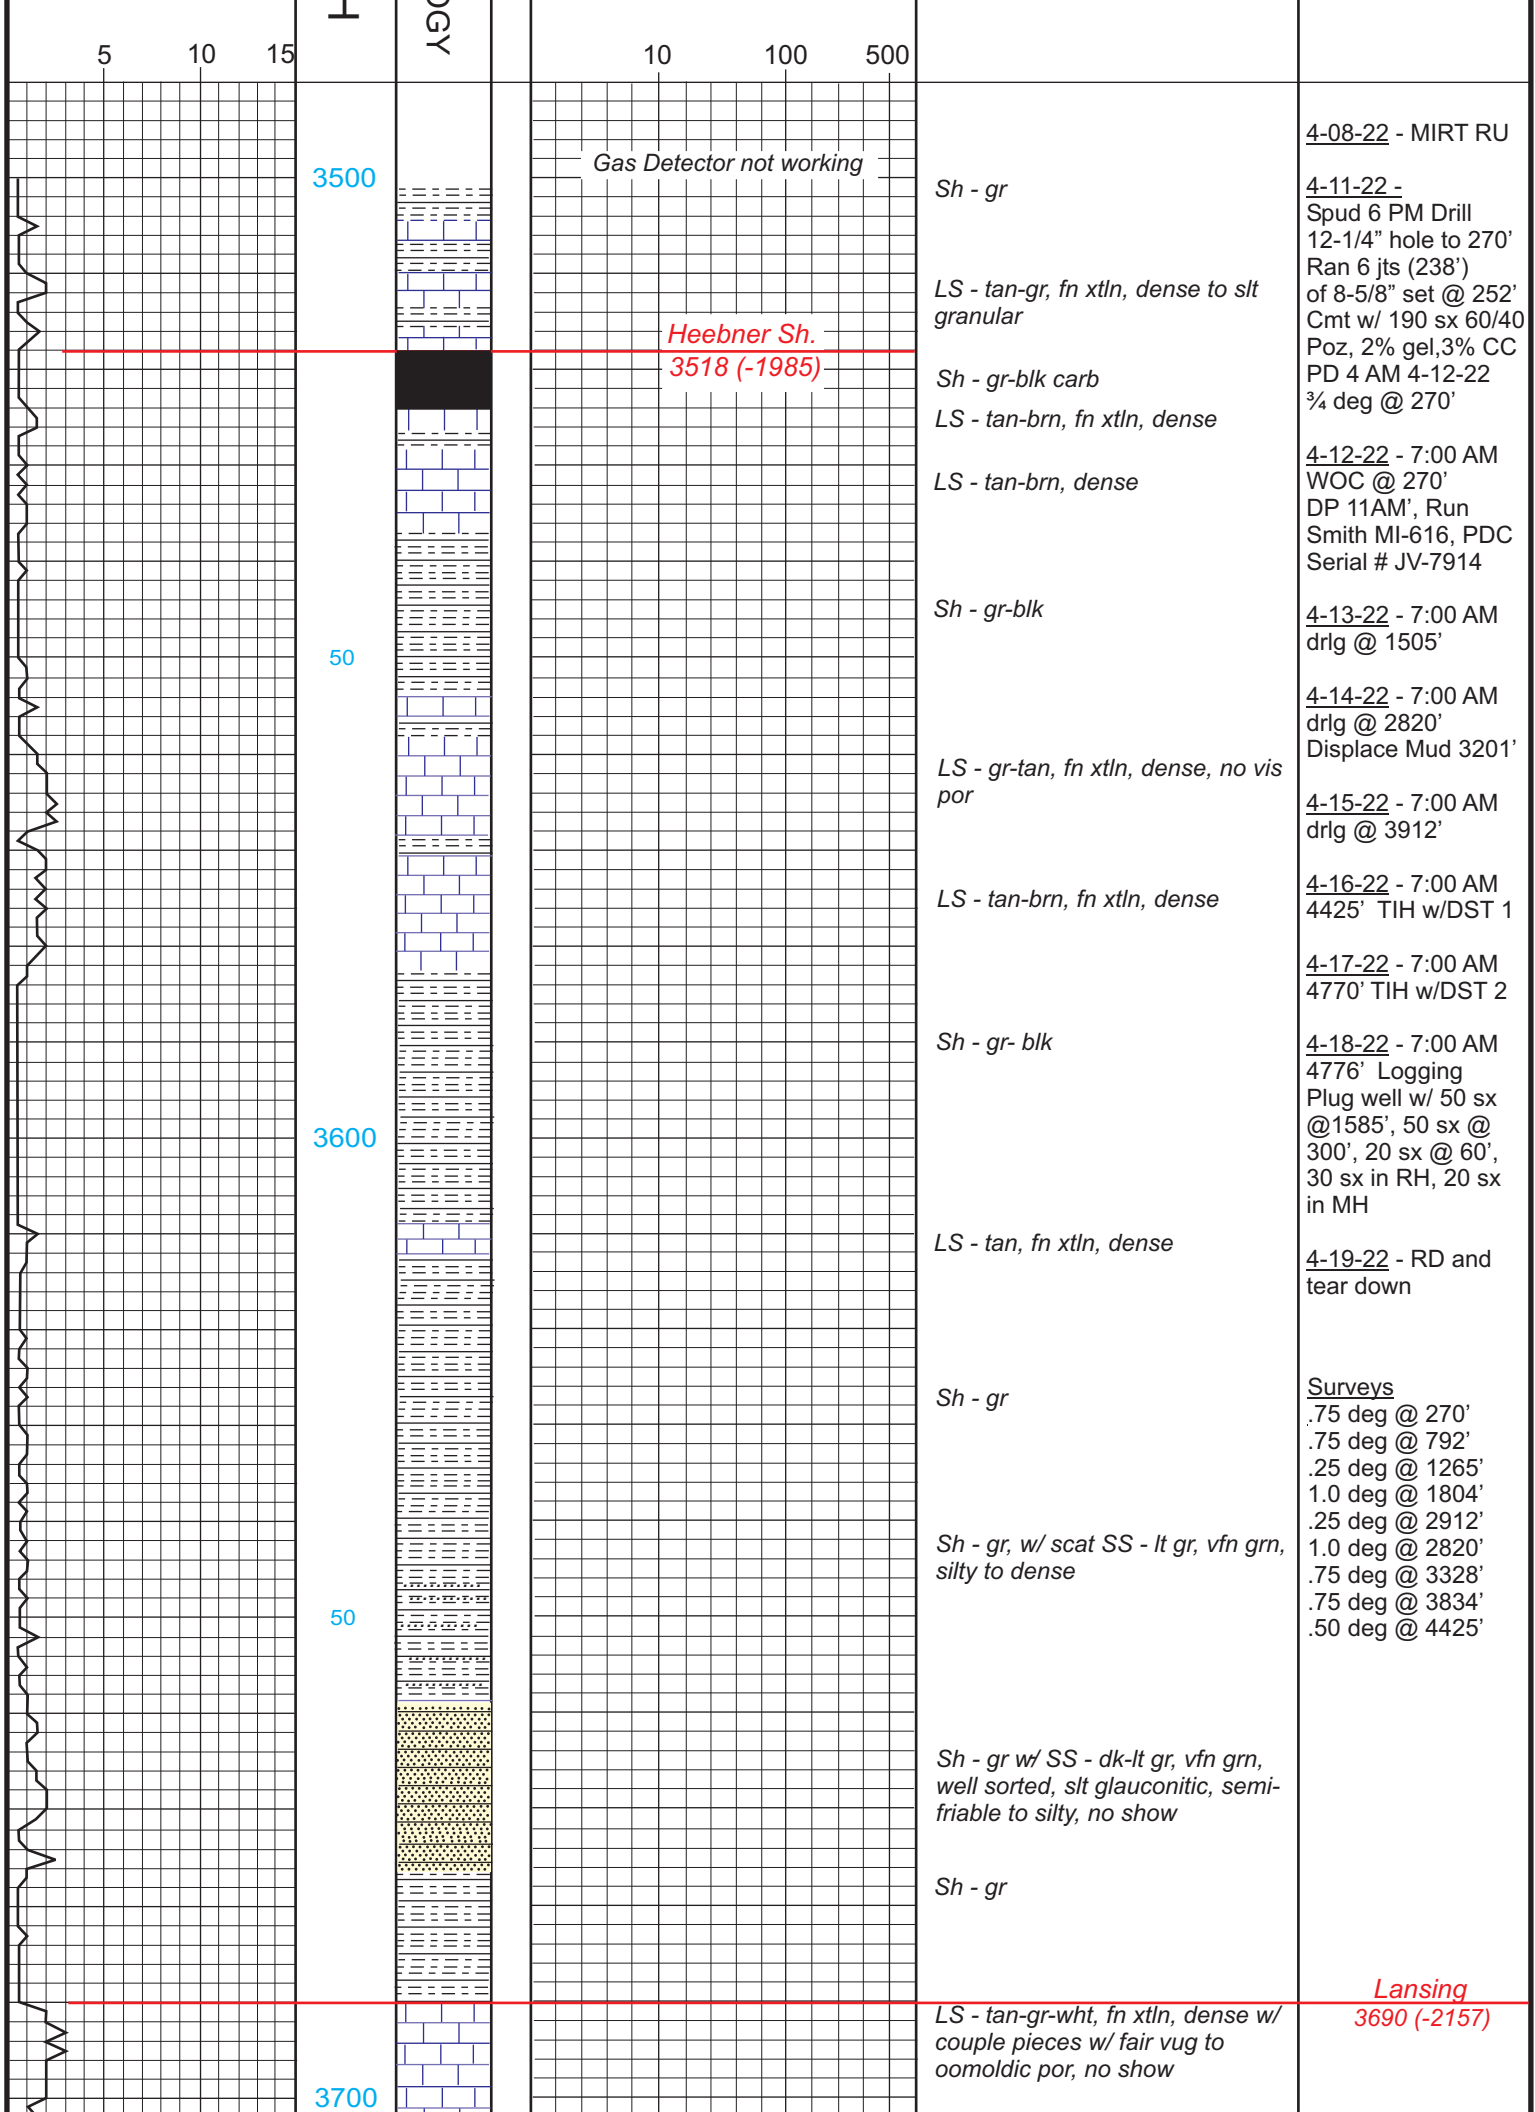 H
OGY
5 10 15
10 100 500
3500
50
3600
50
3700
Gas Detector not working
Heebner Sh.
3518 (-1985)
Sh - gr
LS - tan-gr, fn xtln, dense to slt
granular
Sh - gr-blk carb
LS - tan-brn, fn xtln, dense
LS - tan-brn, dense
Sh - gr-blk
LS - gr-tan, fn xtln, dense, no vis
por
LS - tan-brn, fn xtln, dense
Sh - gr- blk
LS - tan, fn xtln, dense
Sh - gr
Sh - gr, w/ scat SS - lt gr, vfn grn,
silty to dense
Sh - gr w/ SS - dk-lt gr, vfn grn,
well sorted, slt glauconitic, semi-
friable to silty, no show
Sh - gr
LS - tan-gr-wht, fn xtln, dense w/
couple pieces w/ fair vug to
oomoldic por, no show
4-08-22 - MIRT RU
4-11-22 -
Spud 6 PM Drill
12-1/4” hole to 270’
Ran 6 jts (238’)
of 8-5/8” set @ 252’
Cmt w/ 190 sx 60/40
Poz, 2% gel,3% CC
PD 4 AM 4-12-22
¾ deg @ 270’
4-12-22 - 7:00 AM
WOC @ 270’
DP 11AM’, Run
Smith MI-616, PDC
Serial # JV-7914
4-13-22 - 7:00 AM
drlg @ 1505’
4-14-22 - 7:00 AM
drlg @ 2820’
Displace Mud 3201’
4-15-22 - 7:00 AM
drlg @ 3912’
4-16-22 - 7:00 AM
4425’ TIH w/DST 1
4-17-22 - 7:00 AM
4770’ TIH w/DST 2
4-18-22 - 7:00 AM
4776’ Logging
Plug well w/ 50 sx
@1585’, 50 sx @
300’, 20 sx @ 60’,
30 sx in RH, 20 sx
in MH
4-19-22 - RD and
tear down
Surveys
.75 deg @ 270’
.75 deg @ 792’
.25 deg @ 1265’
1.0 deg @ 1804’
.25 deg @ 2912’
1.0 deg @ 2820’
.75 deg @ 3328’
.75 deg @ 3834’
.50 deg @ 4425’
Lansing
3690 (-2157)